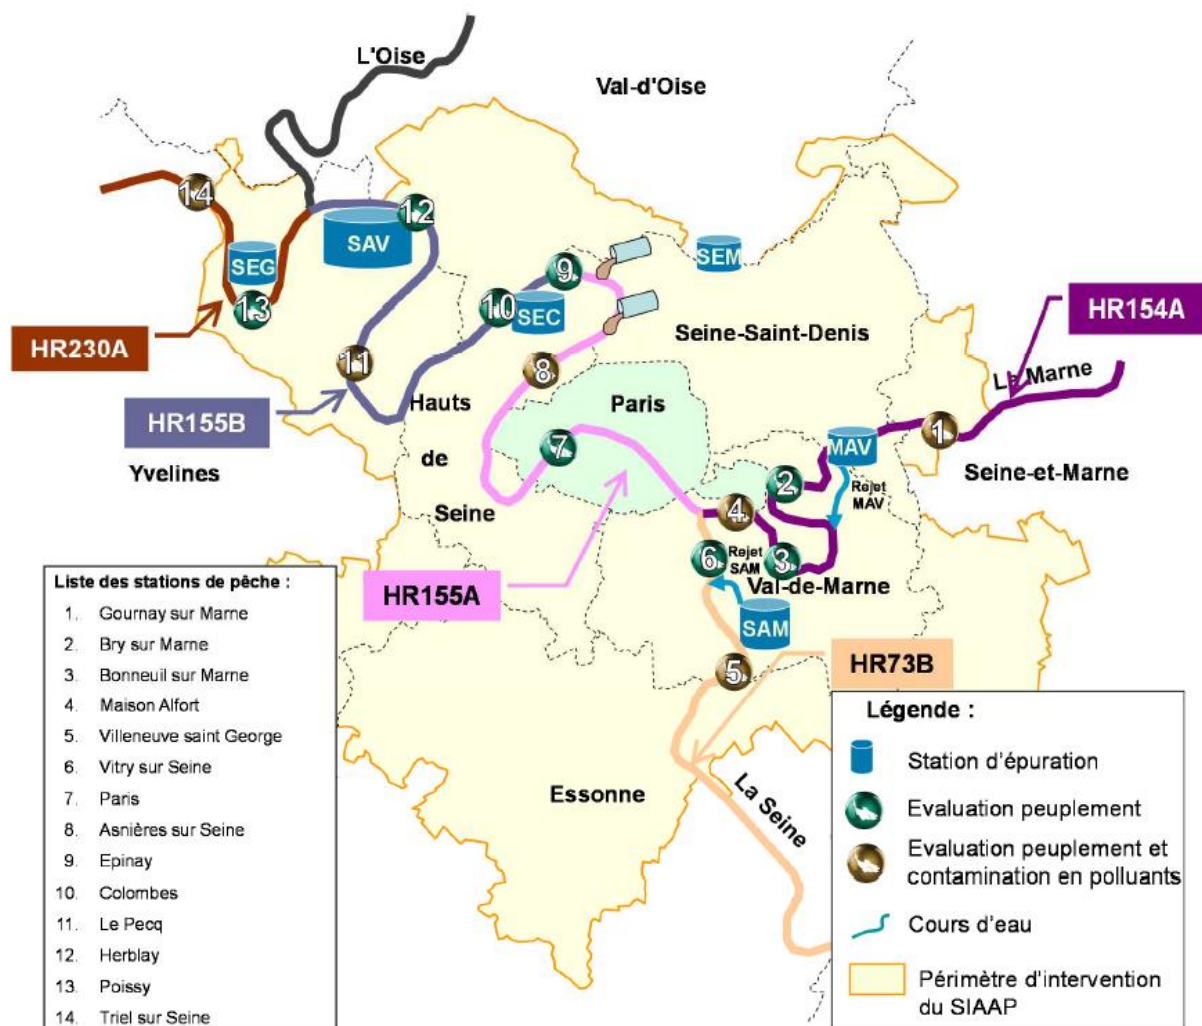 L'Oise
Val-d'Oise
14
12
SAV
SEM
SEG
9
13
10
SEC
HR154A
Seine-Saint-Denis
HR230A
11
8
La Marne
Hauts
Paris
HR155B
1
7
MAV
de
Yvelines
Seine-et-Marne
2
Rejet
MAV
Seine
4
6
Rejet
SAM
3
Val-de-Marne
HR155A
SAM
HR73B
5
Essonne
La Seine
Liste des stations de pêche :
1. Gournay sur Marne
2. Bry sur Marne
3. Bonneuil sur Marne
4. Maison Alfort
5. Villeneuve saint George
6. Vitry sur Seine
7. Paris
8. Asnières sur Seine
9. Epinay
10. Colombes
11. Le Pecq
12. Herblay
13. Poissy
14. Triel sur Seine
Légende :
Station d'épuration
Evaluation peuplement
Evaluation peuplement et
contamination en polluants
Cours d'eau
Périmètre d'intervention
du SIAAP